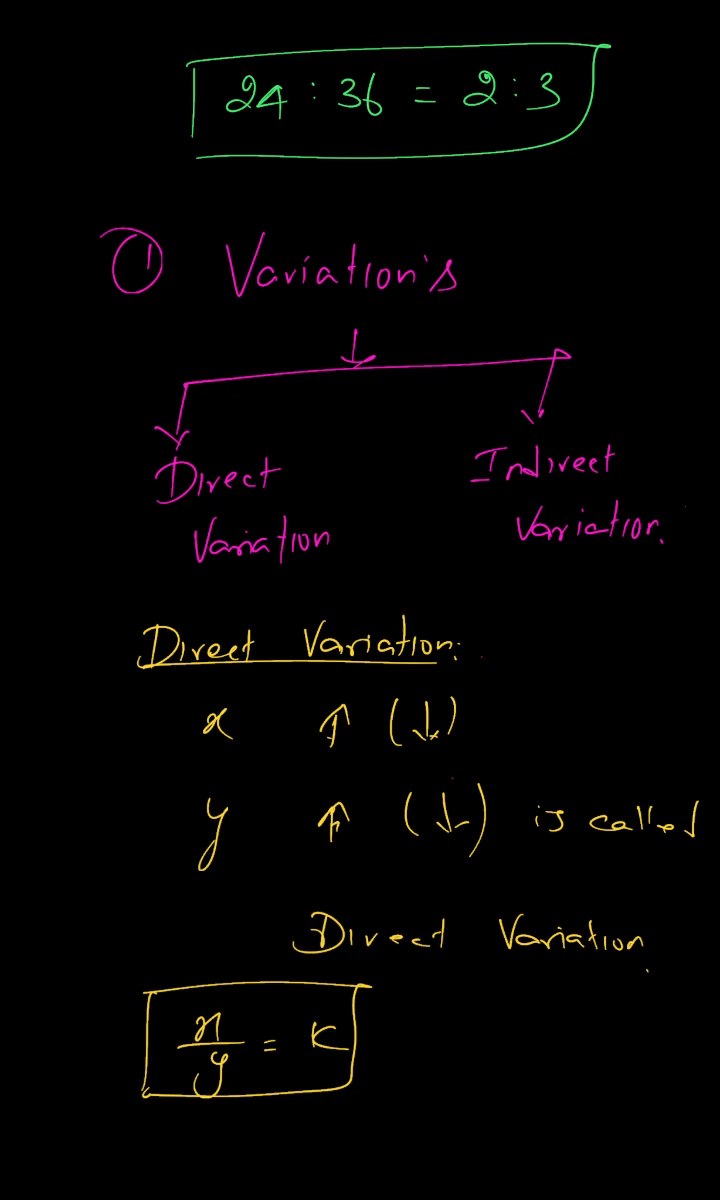 24 : 36 = 2 : 3
① Variation's
↓
Direct Variation
Indirect Variation.
Direct Variation:
x ↑ (↓)
y ↑ (↓) is called
Direct Variation.
x/y = K